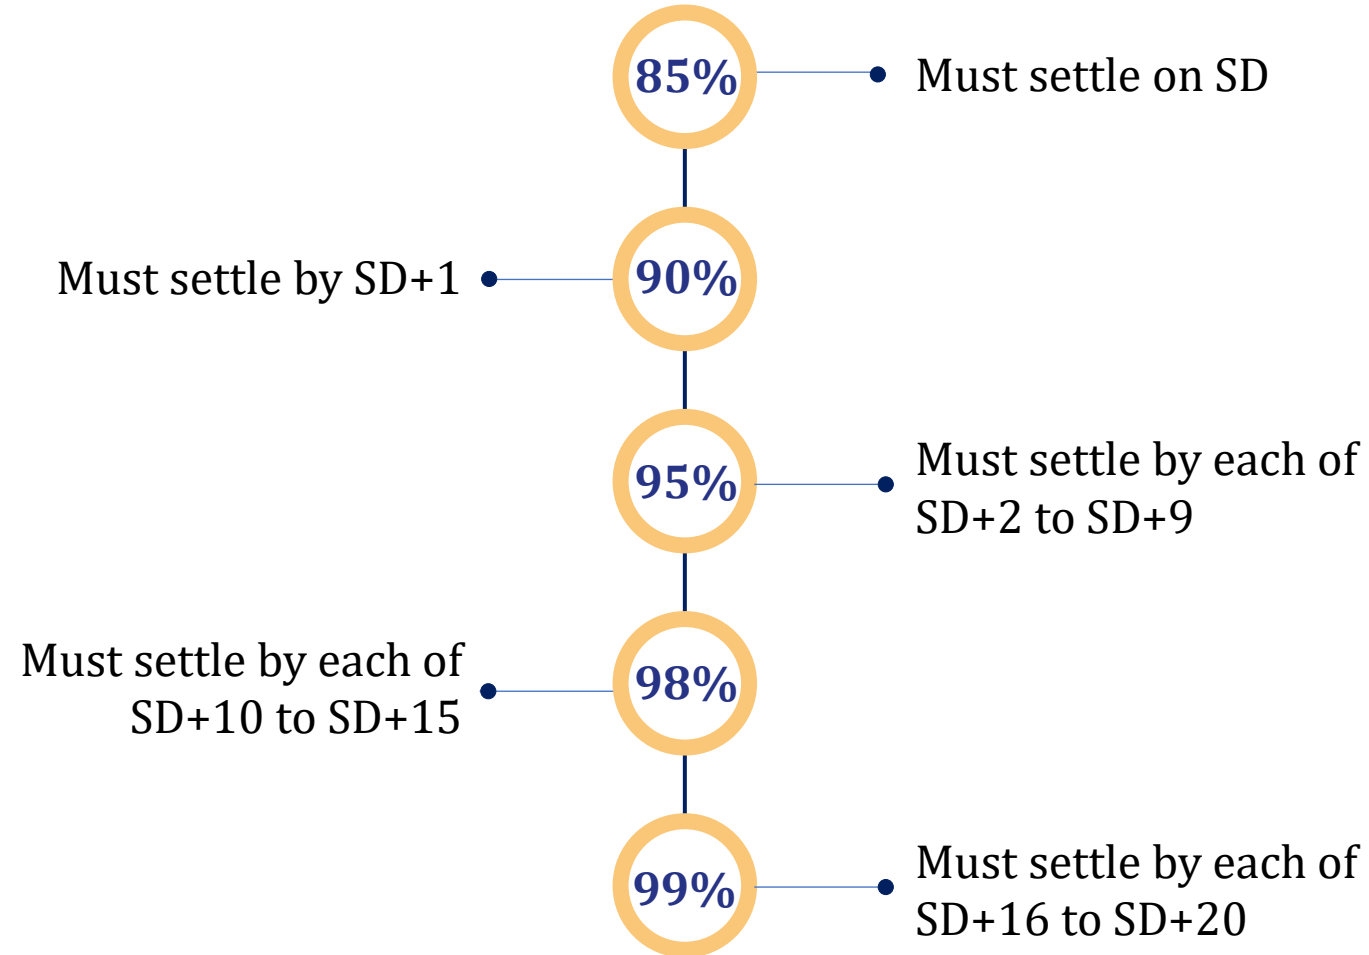 85%
Must settle on SD
Must settle by SD+1
90%
95%
Must settle by each of
SD+2 to SD+9
Must settle by each of
SD+10 to SD+15
98%
99%
Must settle by each of
SD+16 to SD+20